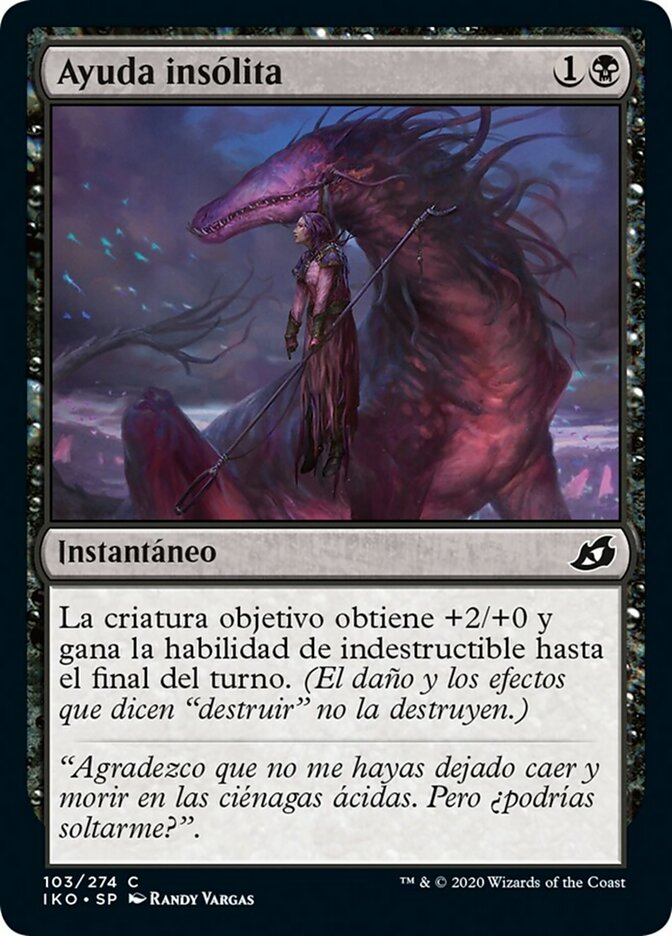 Ayuda insólita 1
Instantáneo
La criatura objetivo obtiene +2/+0 y
gana la habilidad de indestructible hasta
el final del turno. (El daño y los efectos
que dicen “destruir” no la destruyen.)
“Agradezco que no me hayas dejado caer y
morir en las ciénagas ácidas. Pero ¿podrías
soltarme?”.
103/274 C
IKO • SP Randy Vargas
™ & © 2020 Wizards of the Coast